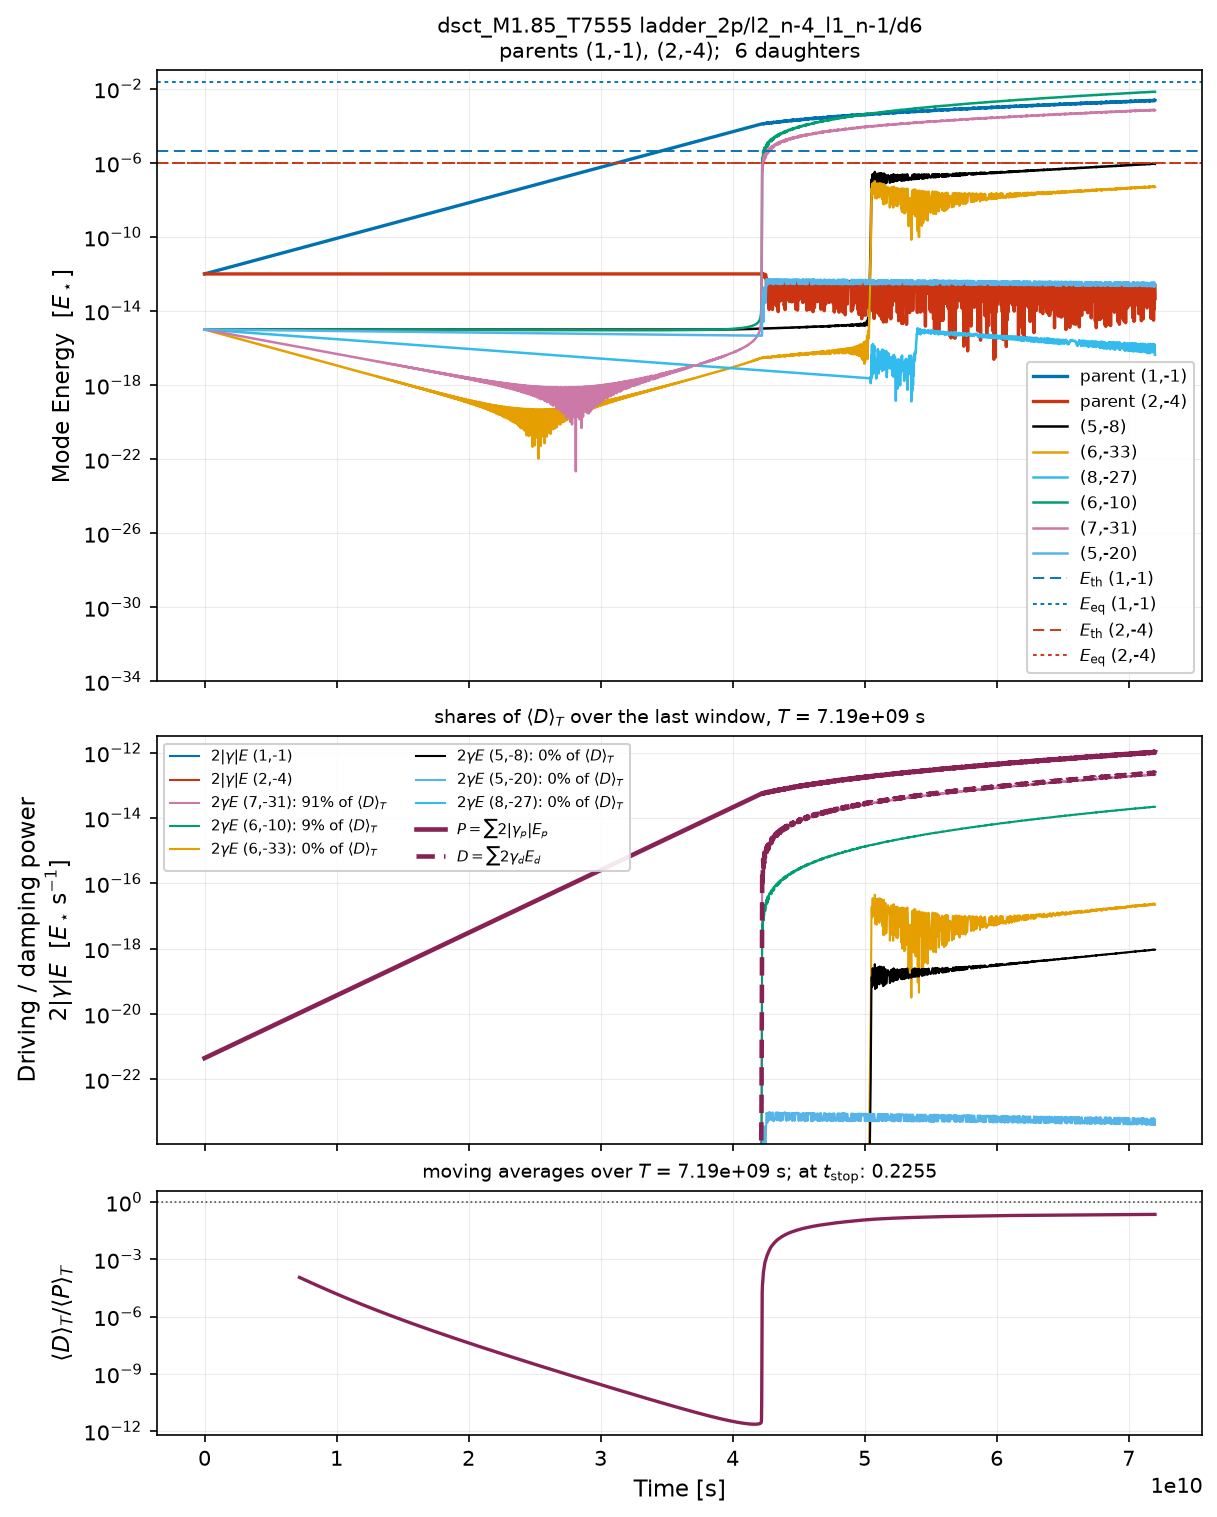 dsct_M1.85_T7555 ladder_2p/l2_n-4_l1_n-1/d6
parents (1,-1), (2,-4);  6 daughters
Mode Energy [E⋆]
10⁻²
10⁻⁶
10⁻¹⁰
10⁻¹⁴
10⁻¹⁸
10⁻²²
10⁻²⁶
10⁻³⁰
10⁻³⁴
parent (1,-1)
parent (2,-4)
(5,-8)
(6,-33)
(8,-27)
(6,-10)
(7,-31)
(5,-20)
E_th (1,-1)
E_eq (1,-1)
E_th (2,-4)
E_eq (2,-4)
shares of ⟨D⟩_T over the last window, T = 7.19e+09 s
Driving / damping power
2|γ|E [E⋆ s⁻¹]
10⁻¹²
10⁻¹⁴
10⁻¹⁶
10⁻¹⁸
10⁻²⁰
10⁻²²
2|γ|E (1,-1)
2|γ|E (2,-4)
2γE (7,-31): 91% of ⟨D⟩_T
2γE (6,-10): 9% of ⟨D⟩_T
2γE (6,-33): 0% of ⟨D⟩_T
2γE (5,-8): 0% of ⟨D⟩_T
2γE (5,-20): 0% of ⟨D⟩_T
2γE (8,-27): 0% of ⟨D⟩_T
P = ∑2|γ_p|E_p
D = ∑2γ_d E_d
moving averages over T = 7.19e+09 s; at t_stop: 0.2255
⟨D⟩_T/⟨P⟩_T
10⁰
10⁻³
10⁻⁶
10⁻⁹
10⁻¹²
0 1 2 3 4 5 6 7
1e10
Time [s]